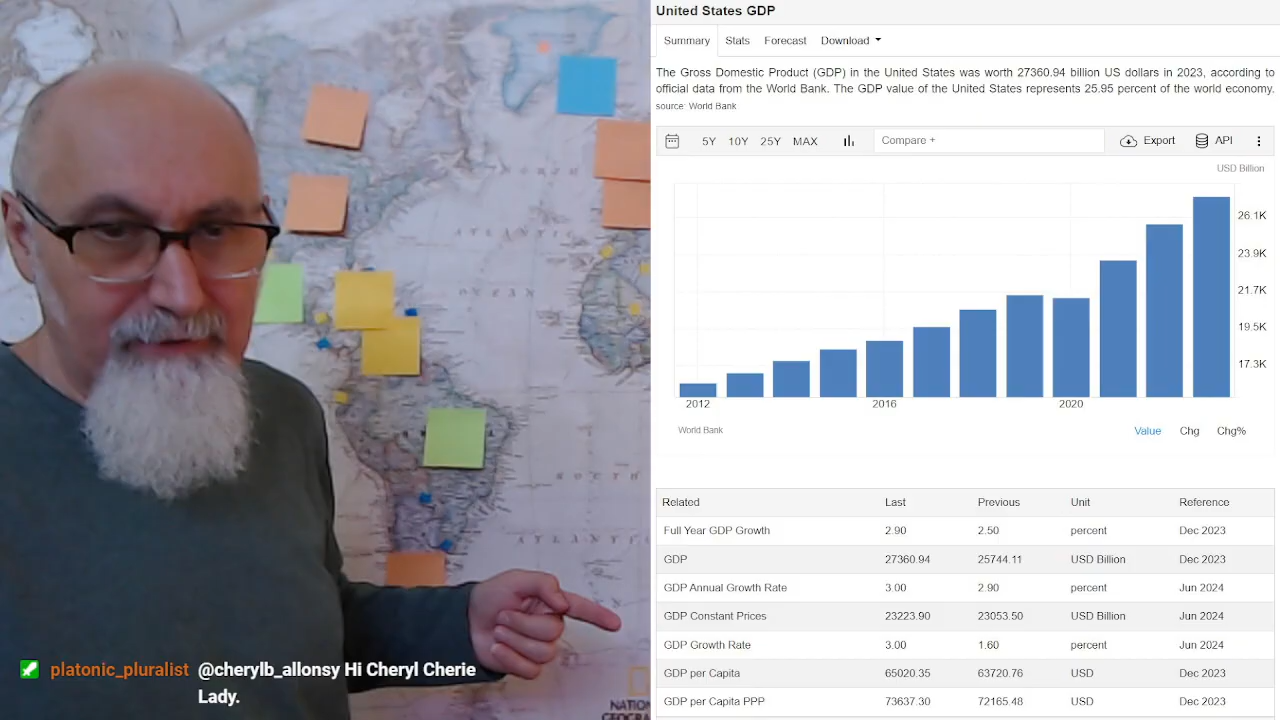 United States GDP
Summary Stats Forecast Download
The Gross Domestic Product (GDP) in the United States was worth 27360.94 billion US dollars in 2023, according to
official data from the World Bank. The GDP value of the United States represents 25.95 percent of the world economy.
source: World Bank
5Y 10Y 25Y MAX Compare + Export API
USD Billion
26.1K
23.9K
21.7K
19.5K
17.3K
2012 2016 2020
World Bank Value Chg Chg%
Related Last Previous Unit Reference
Full Year GDP Growth 2.90 2.50 percent Dec 2023
GDP 27360.94 25744.11 USD Billion Dec 2023
GDP Annual Growth Rate 3.00 2.90 percent Jun 2024
GDP Constant Prices 23223.90 23053.50 USD Billion Jun 2024
GDP Growth Rate 3.00 1.60 percent Jun 2024
GDP per Capita 65020.35 63720.76 USD Dec 2023
GDP per Capita PPP 73637.30 72165.48 USD Dec 2023
NORTH
ATLANTIC
OCEAN
SOUTH
ATLANTIC
platonic_pluralist @cherylb_allonsy Hi Cheryl Cherie
Lady.